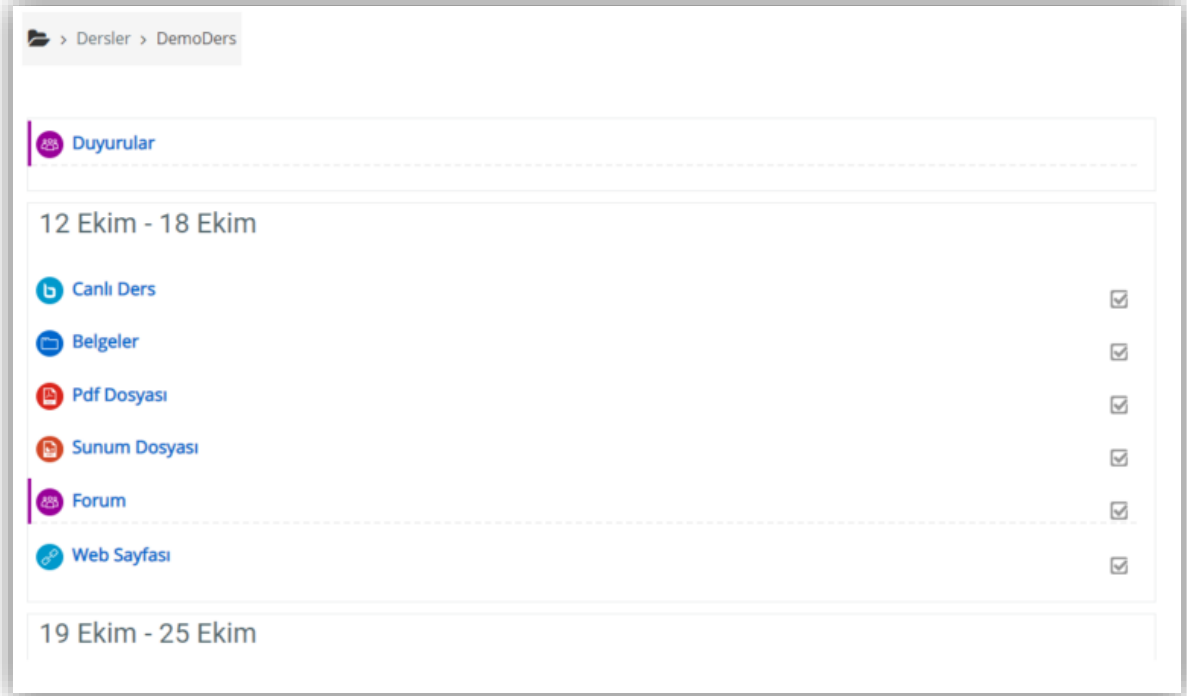 > Dersler > DemoDers
Duyurular
12 Ekim - 18 Ekim
Canlı Ders
Belgeler
Pdf Dosyası
Sunum Dosyası
Forum
Web Sayfası
19 Ekim - 25 Ekim